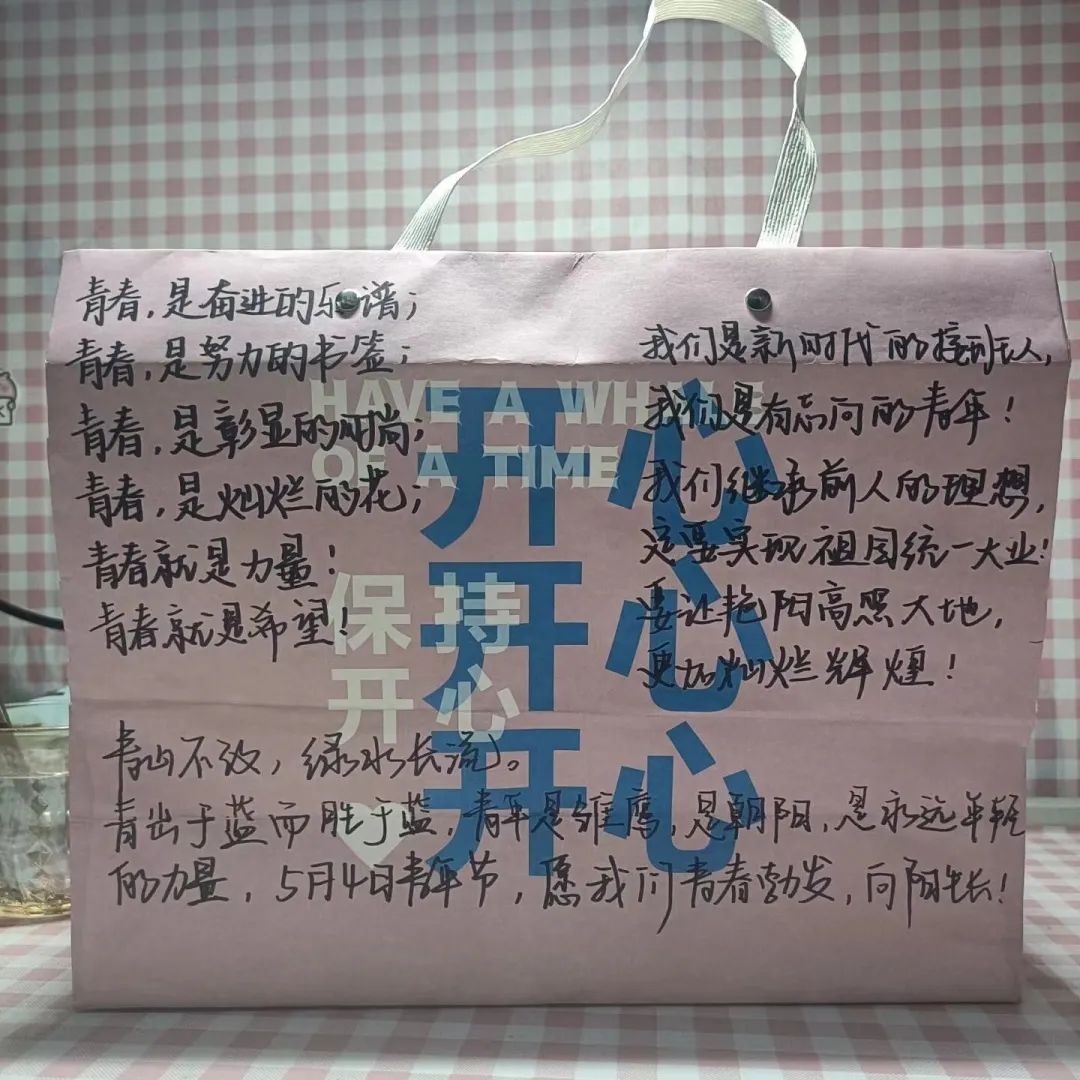 青春,是奋进的乐谱;
青春,是努力的书签;
青春,是彰显的时尚;
青春,是灿烂的花;
青春就是力量!
青春就是希望!
我们是新时代的接班人,
我们是有志向的青年!
我们继承前人的理想,
定要实现祖国统一大业!
要让艳阳高照大地,
更加灿烂辉煌!
HAVE A WHALE
OF A TIME
开心
开心
开心
保持
开心
青山不改,绿水长流。
青出于蓝而胜于蓝,青年是雏鹰,是朝阳,是永远年轻
的力量,5月4日青年节,愿我们青春勃发,向阳生长!